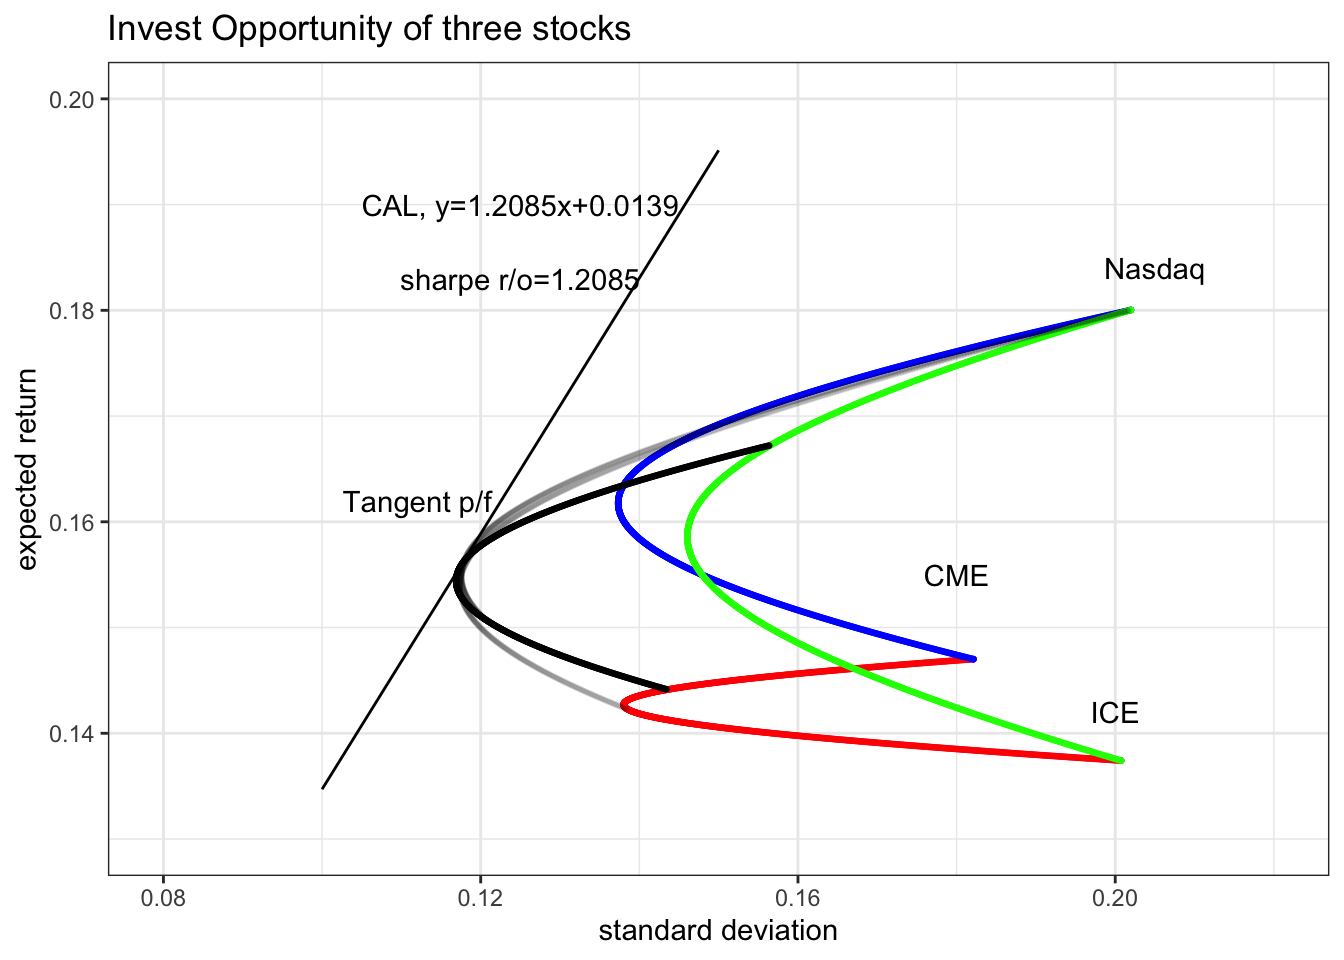 Invest Opportunity of three stocks
0.20
CAL, y=1.2085x+0.0139
sharpe r/o=1.2085
Nasdaq
0.18
expected return
Tangent p/f
0.16
CME
ICE
0.14
0.08
0.12
0.16
0.20
standard deviation